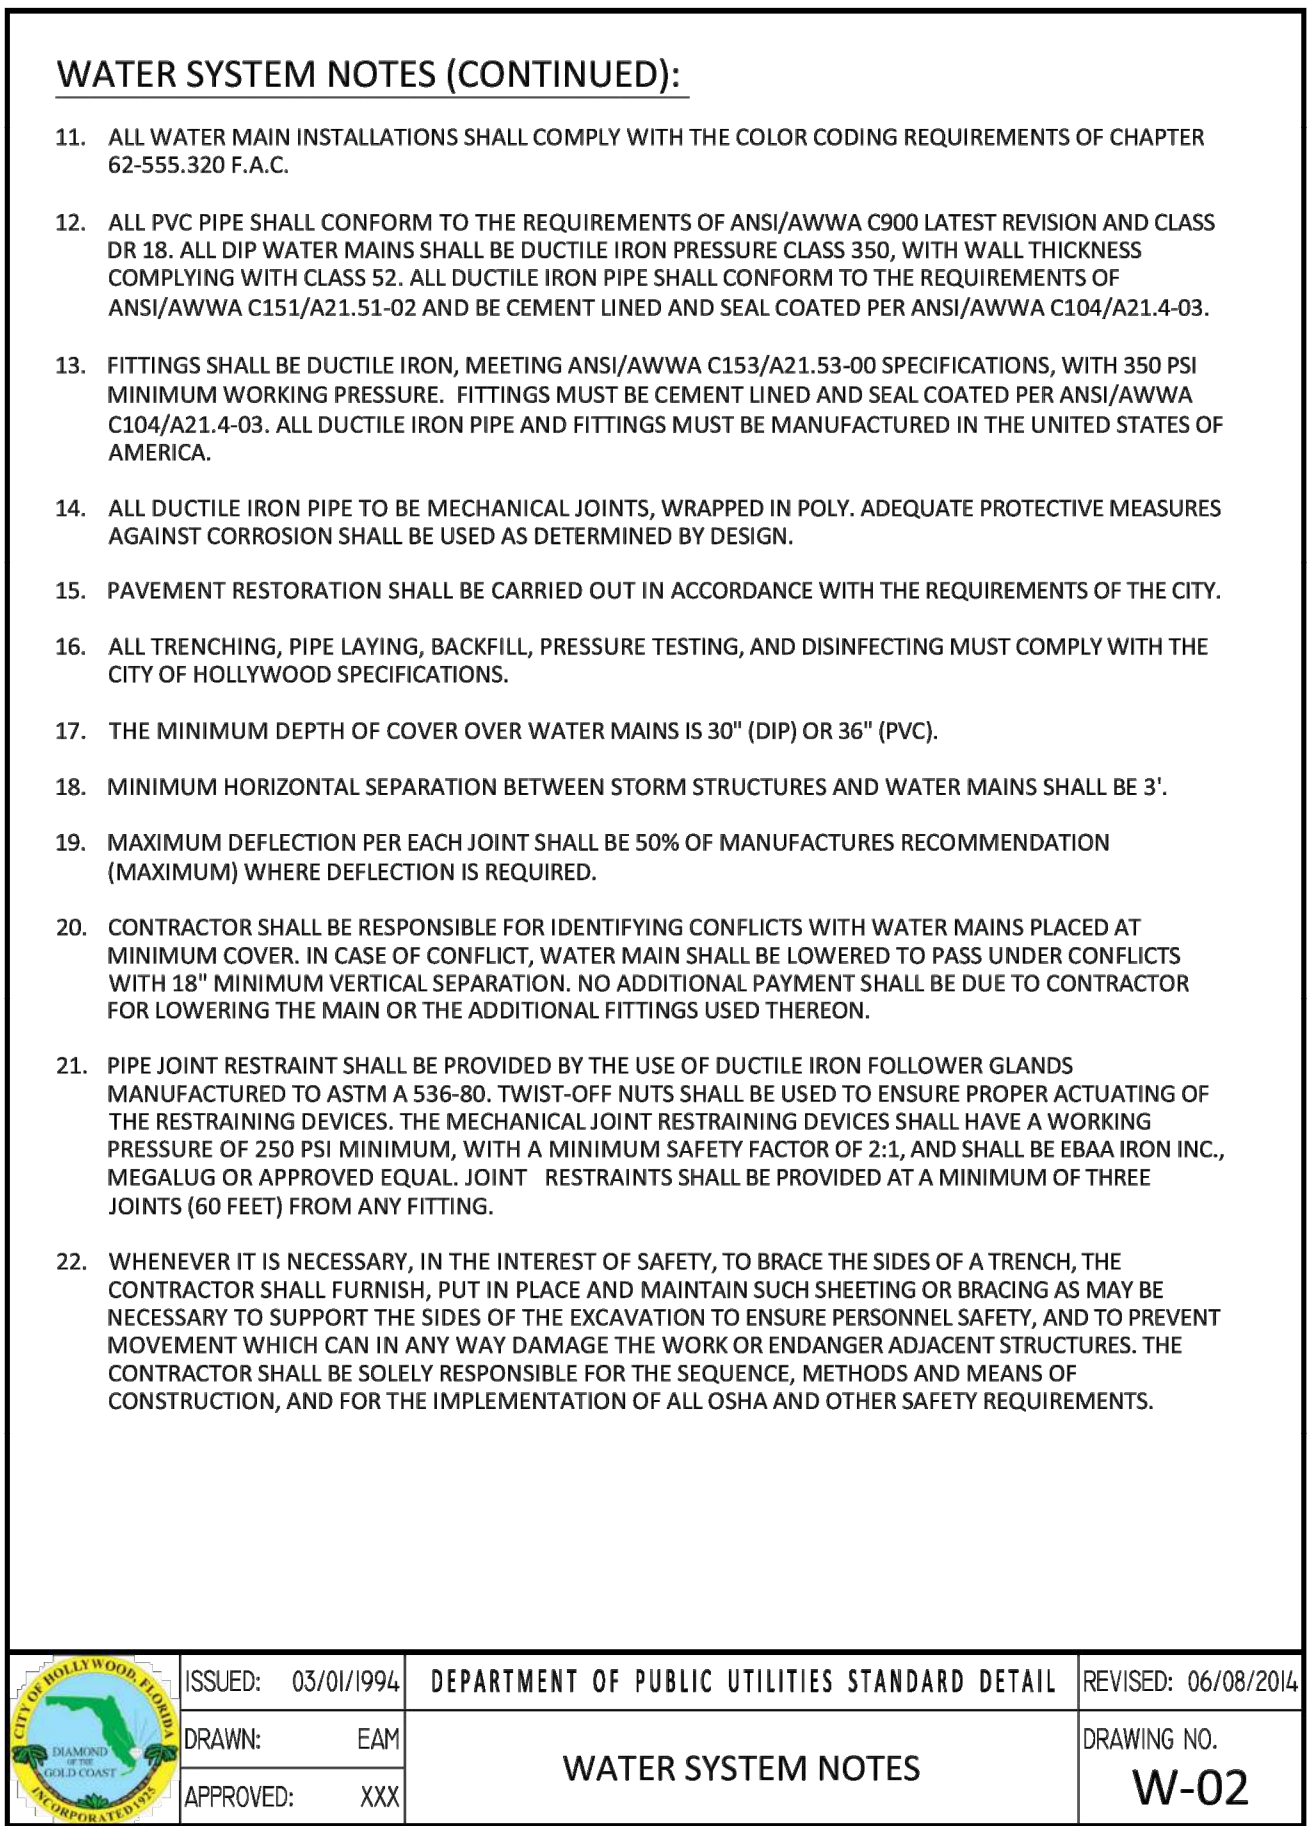 WATER SYSTEM NOTES (CONTINUED):
11. ALL WATER MAIN INSTALLATIONS SHALL COMPLY WITH THE COLOR CODING REQUIREMENTS OF CHAPTER
62-555.320 F.A.C.
12. ALL PVC PIPE SHALL CONFORM TO THE REQUIREMENTS OF ANSI/AWWA C900 LATEST REVISION AND CLASS
DR 18. ALL DIP WATER MAINS SHALL BE DUCTILE IRON PRESSURE CLASS 350, WITH WALL THICKNESS
COMPLYING WITH CLASS 52. ALL DUCTILE IRON PIPE SHALL CONFORM TO THE REQUIREMENTS OF
ANSI/AWWA C151/A21.51-02 AND BE CEMENT LINED AND SEAL COATED PER ANSI/AWWA C104/A21.4-03.
13. FITTINGS SHALL BE DUCTILE IRON, MEETING ANSI/AWWA C153/A21.53-00 SPECIFICATIONS, WITH 350 PSI
MINIMUM WORKING PRESSURE. FITTINGS MUST BE CEMENT LINED AND SEAL COATED PER ANSI/AWWA
C104/A21.4-03. ALL DUCTILE IRON PIPE AND FITTINGS MUST BE MANUFACTURED IN THE UNITED STATES OF
AMERICA.
14. ALL DUCTILE IRON PIPE TO BE MECHANICAL JOINTS, WRAPPED IN POLY. ADEQUATE PROTECTIVE MEASURES
AGAINST CORROSION SHALL BE USED AS DETERMINED BY DESIGN.
15. PAVEMENT RESTORATION SHALL BE CARRIED OUT IN ACCORDANCE WITH THE REQUIREMENTS OF THE CITY.
16. ALL TRENCHING, PIPE LAYING, BACKFILL, PRESSURE TESTING, AND DISINFECTING MUST COMPLY WITH THE
CITY OF HOLLYWOOD SPECIFICATIONS.
17. THE MINIMUM DEPTH OF COVER OVER WATER MAINS IS 30" (DIP) OR 36" (PVC).
18. MINIMUM HORIZONTAL SEPARATION BETWEEN STORM STRUCTURES AND WATER MAINS SHALL BE 3'.
19. MAXIMUM DEFLECTION PER EACH JOINT SHALL BE 50% OF MANUFACTURES RECOMMENDATION
(MAXIMUM) WHERE DEFLECTION IS REQUIRED.
20. CONTRACTOR SHALL BE RESPONSIBLE FOR IDENTIFYING CONFLICTS WITH WATER MAINS PLACED AT
MINIMUM COVER. IN CASE OF CONFLICT, WATER MAIN SHALL BE LOWERED TO PASS UNDER CONFLICTS
WITH 18" MINIMUM VERTICAL SEPARATION. NO ADDITIONAL PAYMENT SHALL BE DUE TO CONTRACTOR
FOR LOWERING THE MAIN OR THE ADDITIONAL FITTINGS USED THEREON.
21. PIPE JOINT RESTRAINT SHALL BE PROVIDED BY THE USE OF DUCTILE IRON FOLLOWER GLANDS
MANUFACTURED TO ASTM A 536-80. TWIST-OFF NUTS SHALL BE USED TO ENSURE PROPER ACTUATING OF
THE RESTRAINING DEVICES. THE MECHANICAL JOINT RESTRAINING DEVICES SHALL HAVE A WORKING
PRESSURE OF 250 PSI MINIMUM, WITH A MINIMUM SAFETY FACTOR OF 2:1, AND SHALL BE EBAA IRON INC.,
MEGALUG OR APPROVED EQUAL. JOINT RESTRAINTS SHALL BE PROVIDED AT A MINIMUM OF THREE
JOINTS (60 FEET) FROM ANY FITTING.
22. WHENEVER IT IS NECESSARY, IN THE INTEREST OF SAFETY, TO BRACE THE SIDES OF A TRENCH, THE
CONTRACTOR SHALL FURNISH, PUT IN PLACE AND MAINTAIN SUCH SHEETING OR BRACING AS MAY BE
NECESSARY TO SUPPORT THE SIDES OF THE EXCAVATION TO ENSURE PERSONNEL SAFETY, AND TO PREVENT
MOVEMENT WHICH CAN IN ANY WAY DAMAGE THE WORK OR ENDANGER ADJACENT STRUCTURES. THE
CONTRACTOR SHALL BE SOLELY RESPONSIBLE FOR THE SEQUENCE, METHODS AND MEANS OF
CONSTRUCTION, AND FOR THE IMPLEMENTATION OF ALL OSHA AND OTHER SAFETY REQUIREMENTS.
CITY OF HOLLYWOOD, FLORIDA
DIAMOND
OF THE
GOLD COAST
INCORPORATED 1925
ISSUED: 03/01/1994
DRAWN: EAM
APPROVED: XXX
DEPARTMENT OF PUBLIC UTILITIES STANDARD DETAIL
WATER SYSTEM NOTES
REVISED: 06/08/2014
DRAWING NO.
W-02